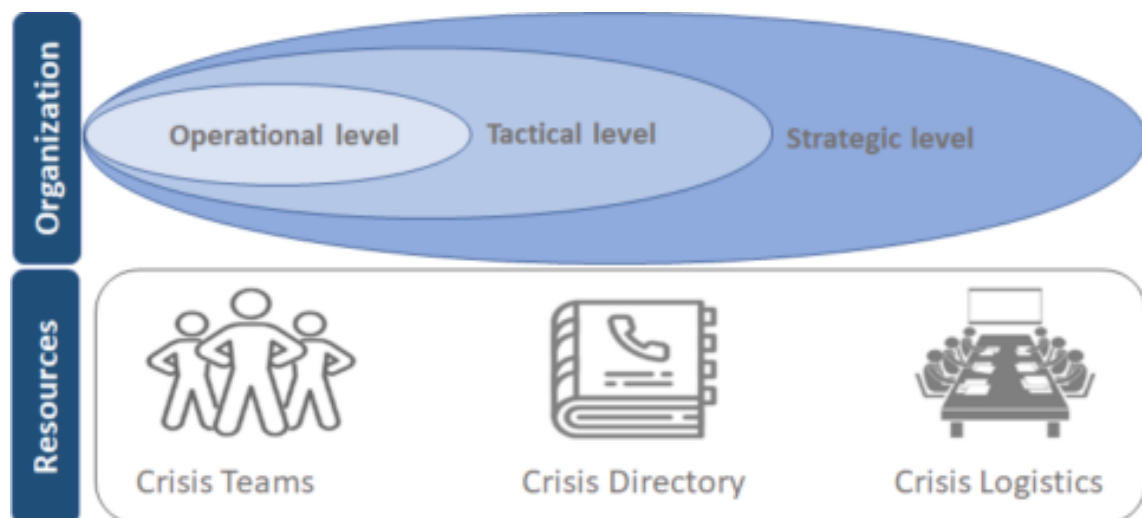 Organization
Operational level
Tactical level
Strategic level
Resources
Crisis Teams
Crisis Directory
Crisis Logistics